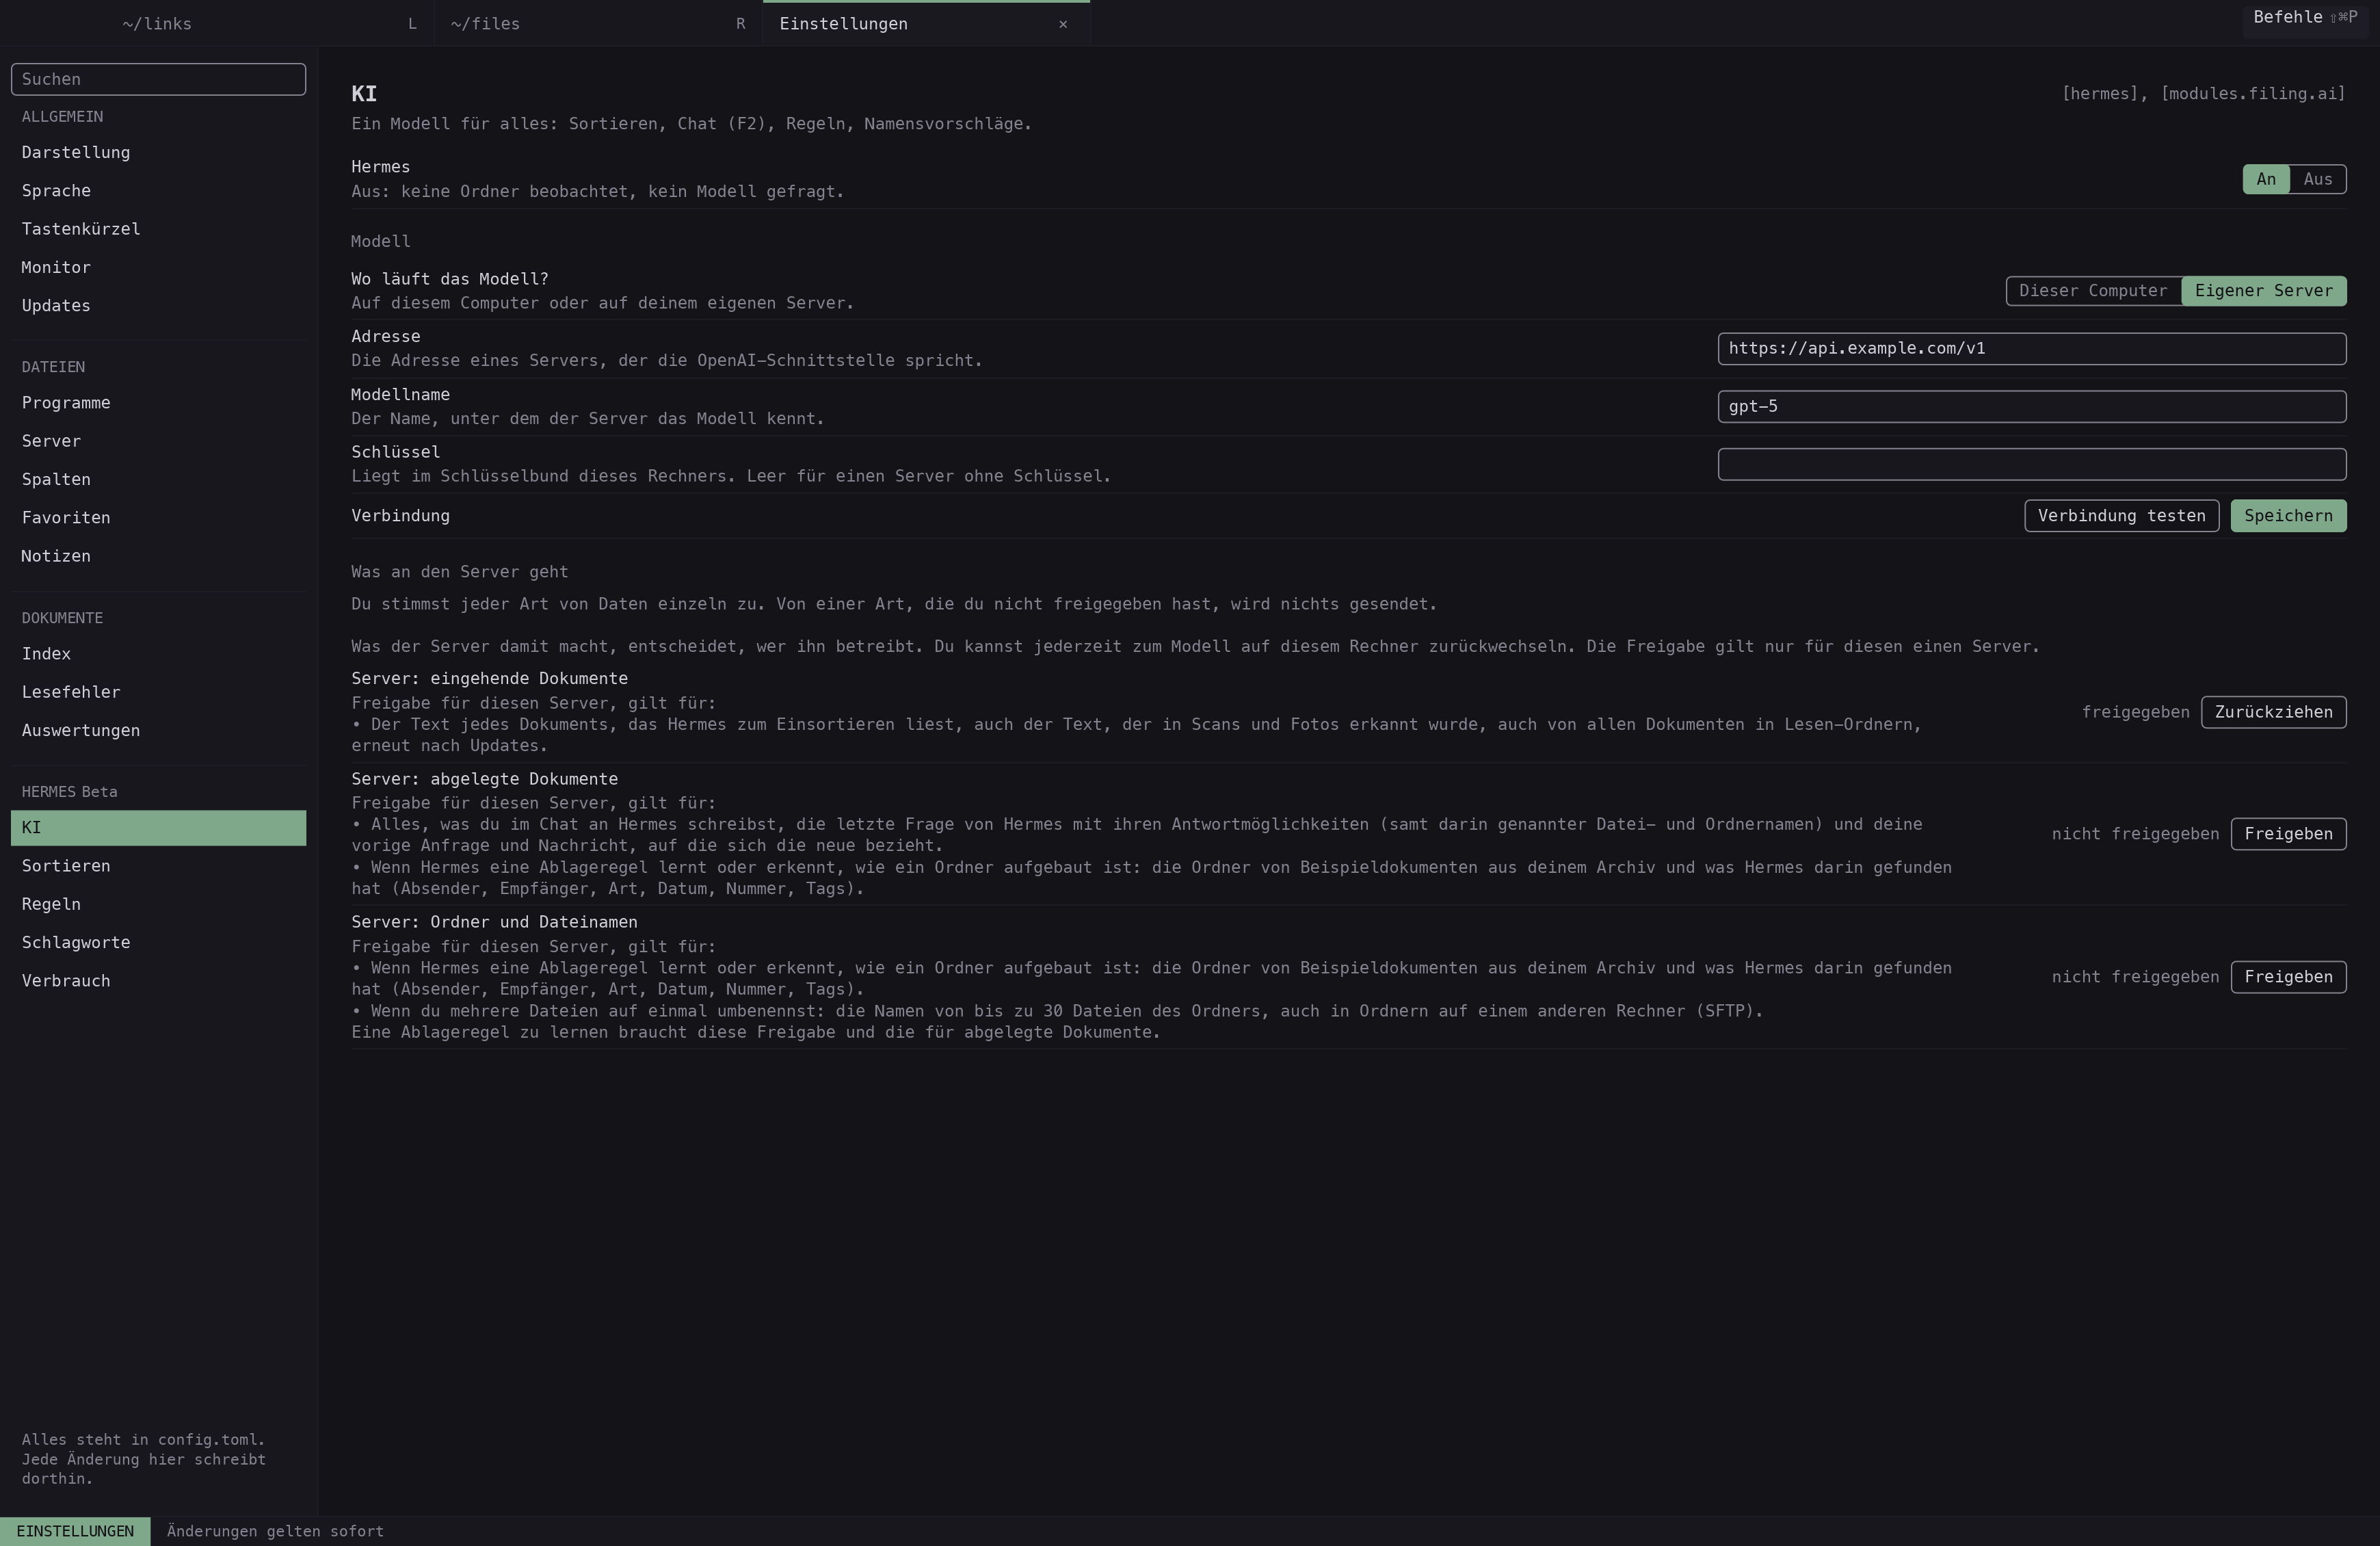 ~/links L ~/files R Einstellungen × Befehle ⇧⌘P
Suchen
ALLGEMEIN
Darstellung
Sprache
Tastenkürzel
Monitor
Updates
DATEIEN
Programme
Server
Spalten
Favoriten
Notizen
DOKUMENTE
Index
Lesefehler
Auswertungen
HERMES Beta
KI
Sortieren
Regeln
Schlagworte
Verbrauch
Alles steht in config.toml.
Jede Änderung hier schreibt
dorthin.
KI [hermes], [modules.filing.ai]
Ein Modell für alles: Sortieren, Chat (F2), Regeln, Namensvorschläge.
Hermes
Aus: keine Ordner beobachtet, kein Modell gefragt.
An Aus
Modell
Wo läuft das Modell?
Auf diesem Computer oder auf deinem eigenen Server.
Dieser Computer Eigener Server
Adresse
Die Adresse eines Servers, der die OpenAI-Schnittstelle spricht.
https://api.example.com/v1
Modellname
Der Name, unter dem der Server das Modell kennt.
gpt-5
Schlüssel
Liegt im Schlüsselbund dieses Rechners. Leer für einen Server ohne Schlüssel.
Verbindung Verbindung testen Speichern
Was an den Server geht
Du stimmst jeder Art von Daten einzeln zu. Von einer Art, die du nicht freigegeben hast, wird nichts gesendet.
Was der Server damit macht, entscheidet, wer ihn betreibt. Du kannst jederzeit zum Modell auf diesem Rechner zurückwechseln. Die Freigabe gilt nur für diesen einen Server.
Server: eingehende Dokumente
Freigabe für diesen Server, gilt für:
• Der Text jedes Dokuments, das Hermes zum Einsortieren liest, auch der Text, der in Scans und Fotos erkannt wurde, auch von allen Dokumenten in Lesen-Ordnern,
erneut nach Updates.
freigegeben Zurückziehen
Server: abgelegte Dokumente
Freigabe für diesen Server, gilt für:
• Alles, was du im Chat an Hermes schreibst, die letzte Frage von Hermes mit ihren Antwortmöglichkeiten (samt darin genannter Datei- und Ordnernamen) und deine
vorige Anfrage und Nachricht, auf die sich die neue bezieht.
• Wenn Hermes eine Ablageregel lernt oder erkennt, wie ein Ordner aufgebaut ist: die Ordner von Beispieldokumenten aus deinem Archiv und was Hermes darin gefunden
hat (Absender, Empfänger, Art, Datum, Nummer, Tags).
nicht freigegeben Freigeben
Server: Ordner und Dateinamen
Freigabe für diesen Server, gilt für:
• Wenn Hermes eine Ablageregel lernt oder erkennt, wie ein Ordner aufgebaut ist: die Ordner von Beispieldokumenten aus deinem Archiv und was Hermes darin gefunden
hat (Absender, Empfänger, Art, Datum, Nummer, Tags).
• Wenn du mehrere Dateien auf einmal umbenennst: die Namen von bis zu 30 Dateien des Ordners, auch in Ordnern auf einem anderen Rechner (SFTP).
Eine Ablageregel zu lernen braucht diese Freigabe und die für abgelegte Dokumente.
nicht freigegeben Freigeben
EINSTELLUNGEN Änderungen gelten sofort